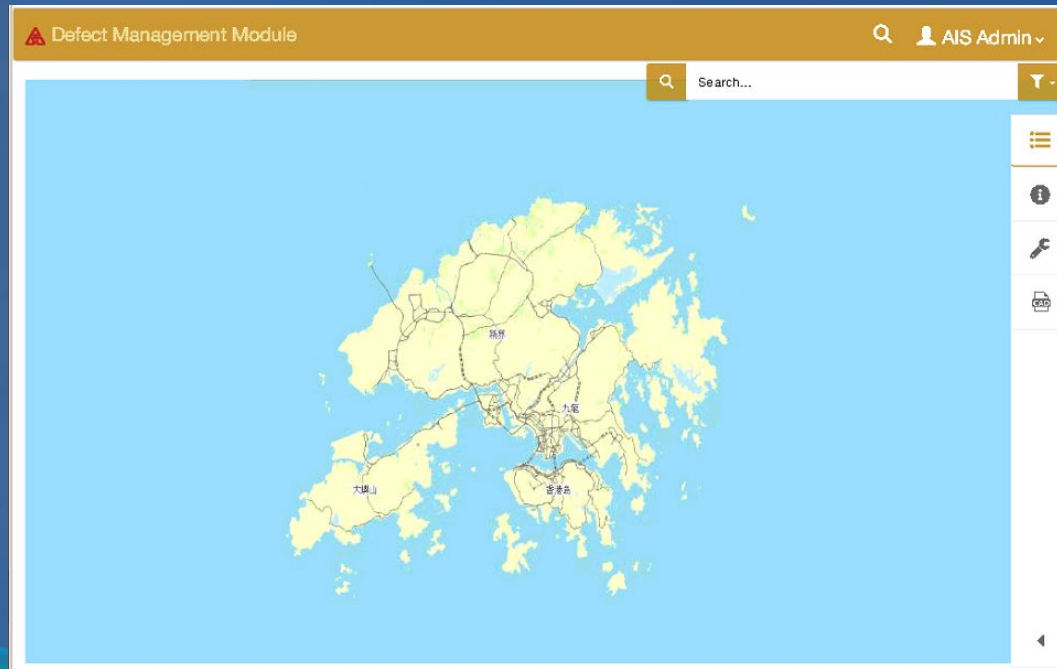 Defect Management Module
AIS Admin
Search...
CAD
新界
九龍
大嶼山
香港島